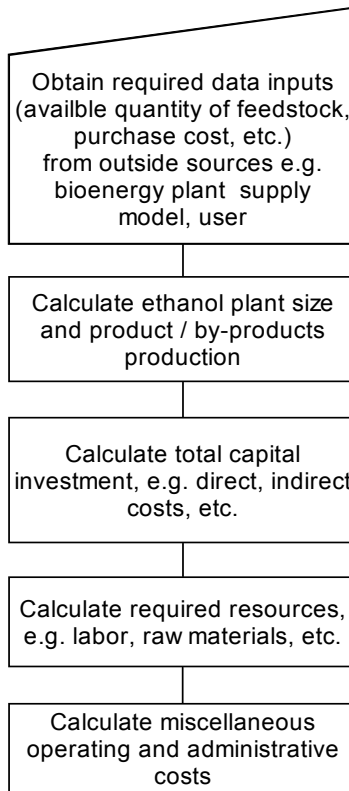 Obtain required data inputs
(availble quantity of feedstock,
purchase cost, etc.)
from outside sources e.g.
bioenergy plant supply
model, user
Calculate ethanol plant size
and product / by-products
production
Calculate total capital
investment, e.g. direct, indirect
costs, etc.
Calculate required resources,
e.g. labor, raw materials, etc.
Calculate miscellaneous
operating and administrative
costs